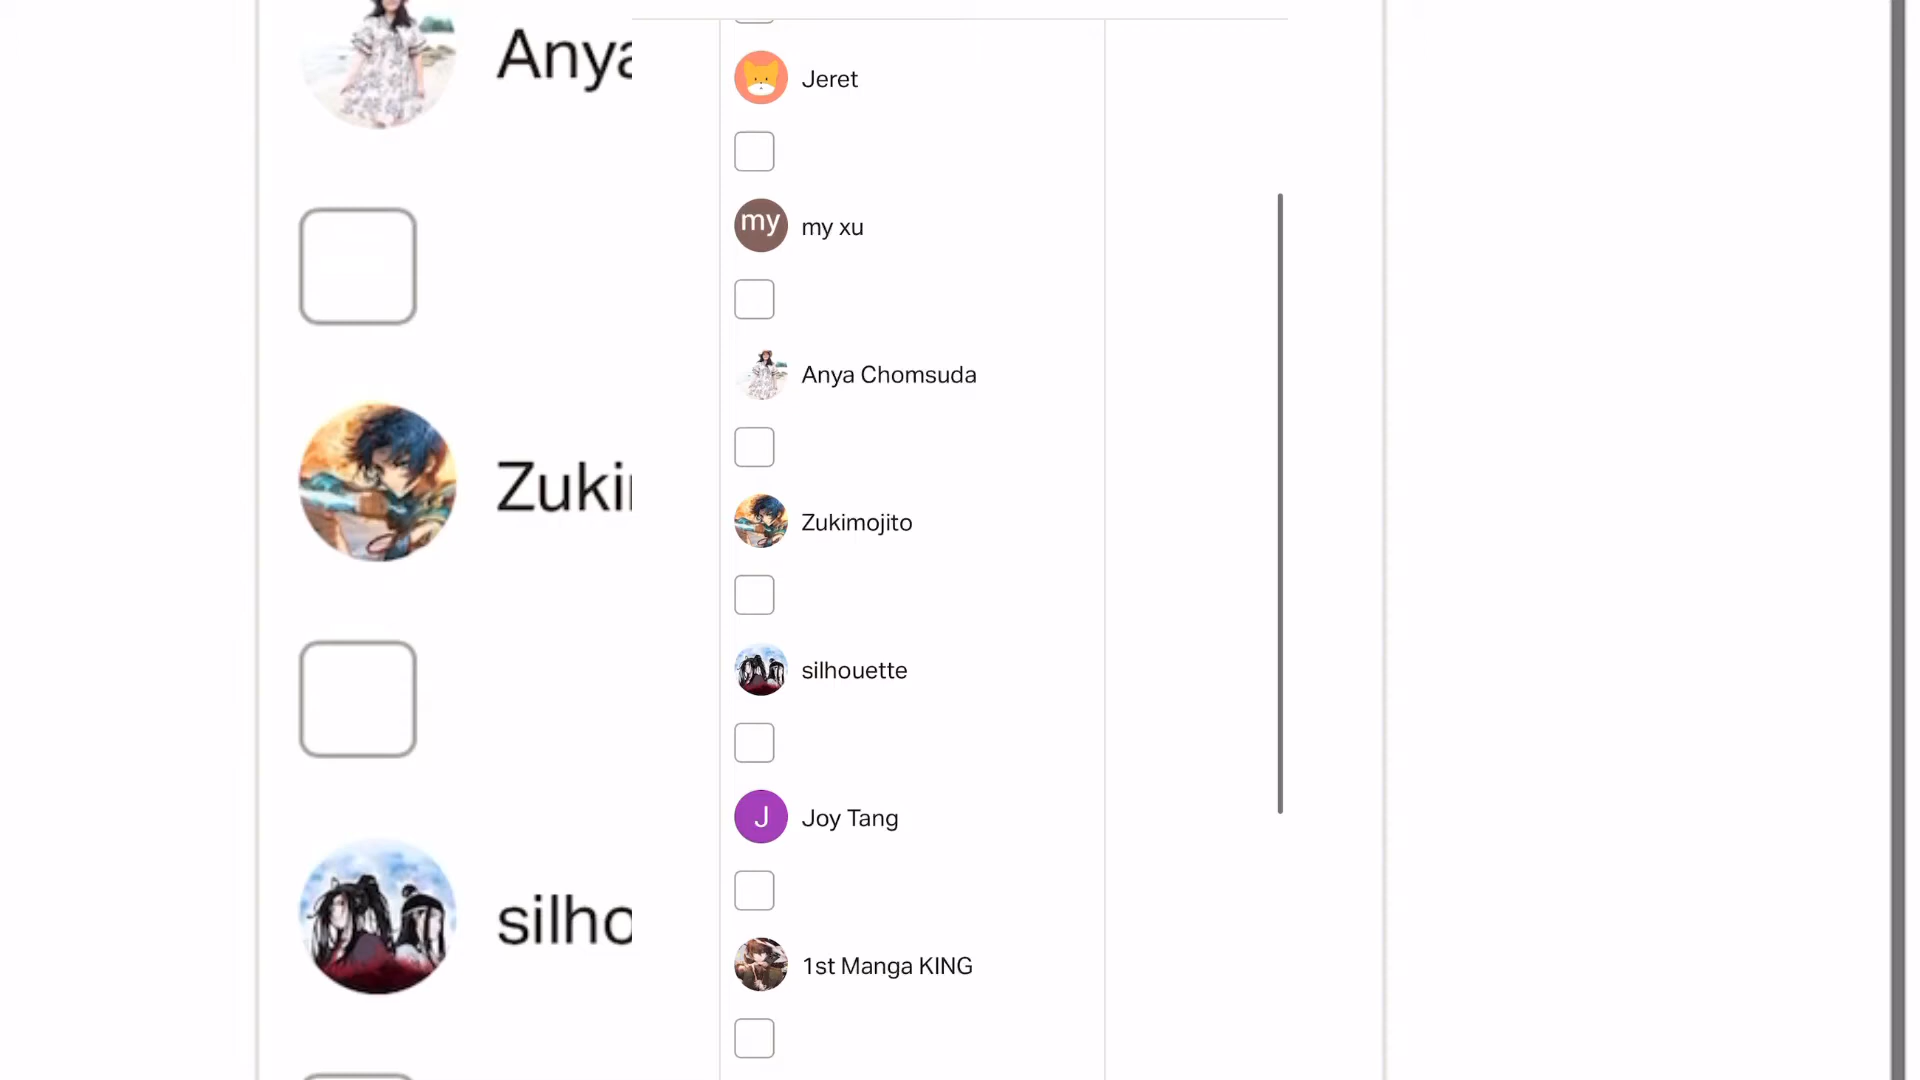 Anya
Zuki
silho
Jeret
my
my xu
Anya Chomsuda
Zukimojito
silhouette
J
Joy Tang
1st Manga KING